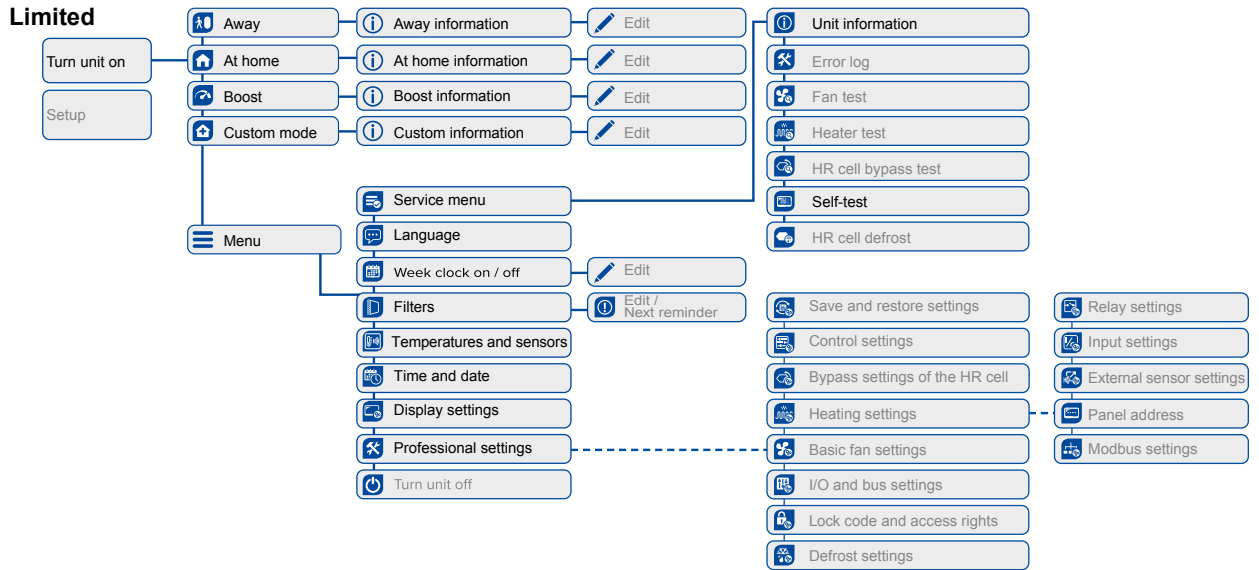 Limited
Turn unit on
Setup
Away
Away information
Edit
At home
At home information
Edit
Boost
Boost information
Edit
Custom mode
Custom information
Edit
Menu
Service menu
Language
Week clock on / off
Edit
Filters
Edit /
Next reminder
Temperatures and sensors
Time and date
Display settings
Professional settings
Turn unit off
Unit information
Error log
Fan test
Heater test
HR cell bypass test
Self-test
HR cell defrost
Save and restore settings
Control settings
Bypass settings of the HR cell
Heating settings
Basic fan settings
I/O and bus settings
Lock code and access rights
Defrost settings
Relay settings
Input settings
External sensor settings
Panel address
Modbus settings